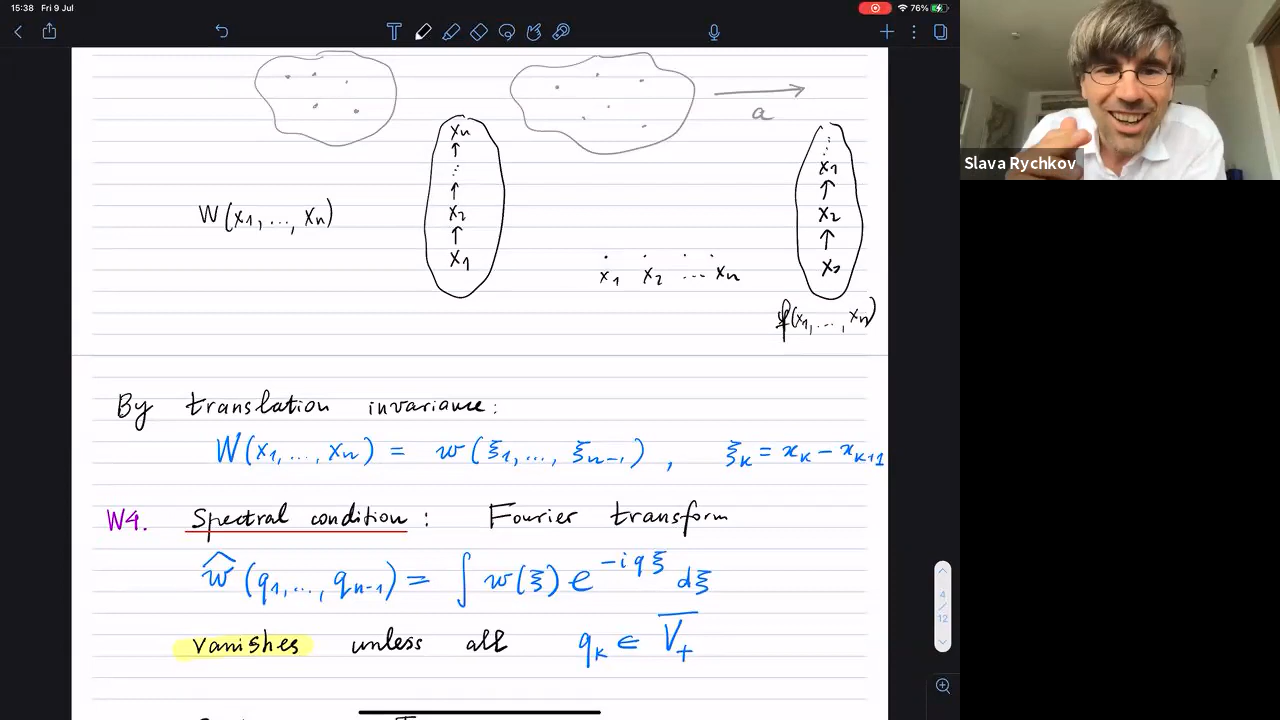 15:38 Fri 9 Jul
76%
a
W(x₁, ..., xₙ)
xₙ
↑
⋮
↑
x₂
↑
x₁
x₁ x₂ ... xₙ
⋮
x₁
↑
x₂
↑
x₃
f(x₁, ..., xₙ)
Slava Rychkov
By translation invariance:
W(x₁, ..., xₙ) = w(ξ₁, ..., ξₙ₋₁), ξₖ = xₖ - xₖ₊₁
W4. Spectral condition: Fourier transform
ŵ(q₁, ..., qₙ₋₁) = ∫ w(ξ) e^{-iqξ} dξ
vanishes unless all qₖ ∈ V̅₊
4
/
12